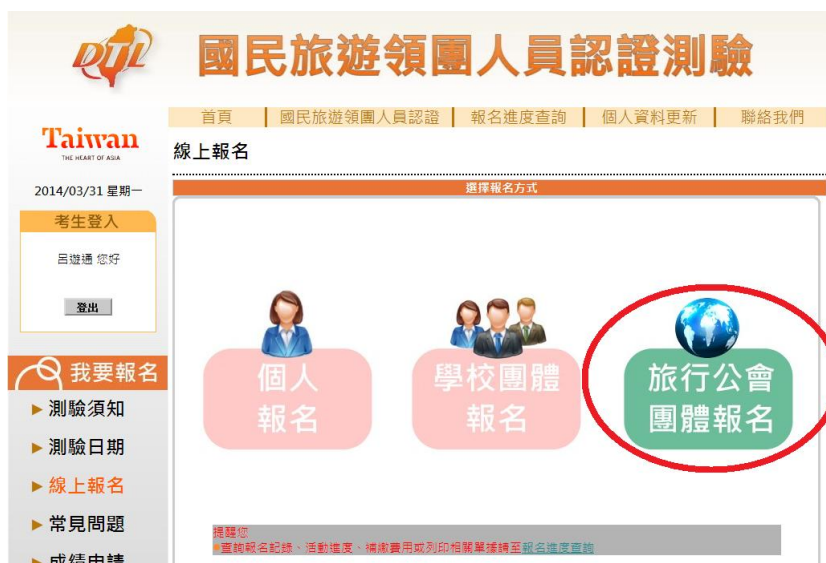 DTL
國民旅遊領團人員認證測驗
首頁
國民旅遊領團人員認證
報名進度查詢
個人資料更新
聯絡我們
Taiwan
THE HEART OF ASIA
線上報名
2014/03/31 星期一
選擇報名方式
考生登入
呂遊通 您好
登出
個人
報名
學校團體
報名
旅行公會
團體報名
我要報名
測驗須知
測驗日期
線上報名
常見問題
成績申請
提醒您
查詢報名記錄、活動進度、補繳費用或列印相關單據請至報名進度查詢